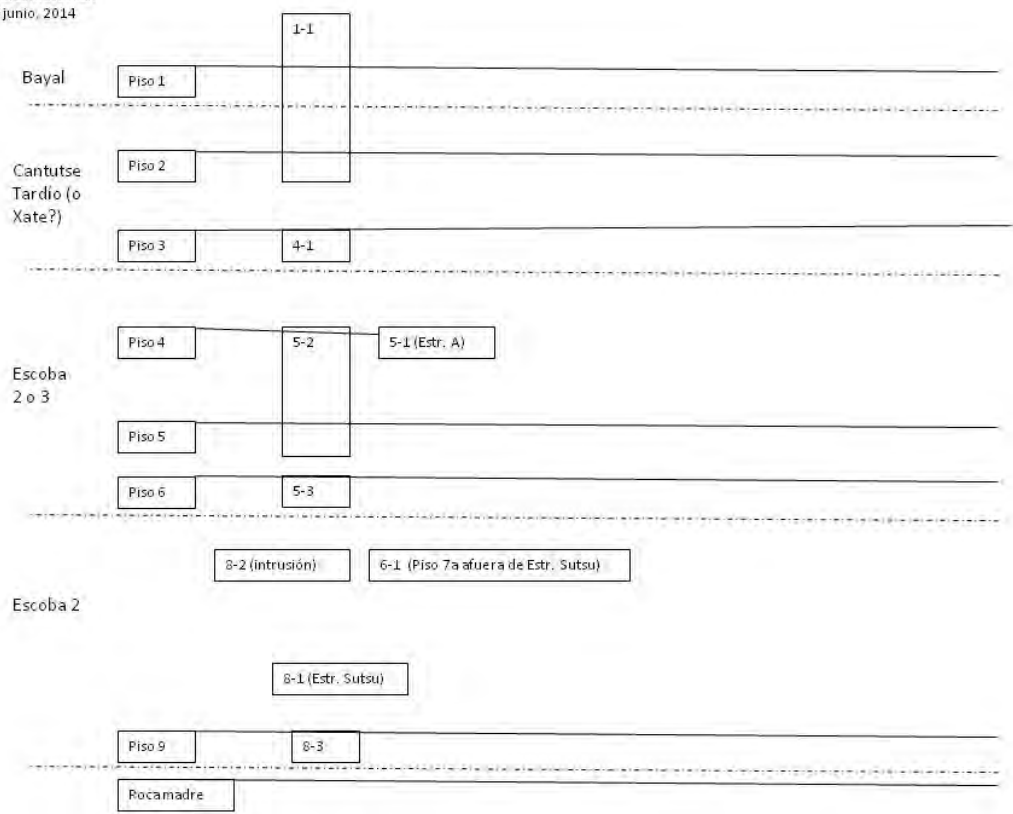 junio, 2014
1-1
Bayal
Piso 1
Piso 2
Cantutse
Tardío (o
Xate?)
Piso 3
4-1
Piso 4
5-2
5-1 (Estr. A)
Escoba
2 o 3
Piso 5
Piso 6
5-3
8-2 (intrusión)
6-1 (Piso 7a afuera de Estr. Sutsu)
Escoba 2
8-1 (Estr. Sutsu)
Piso 9
8-3
Rocamadre